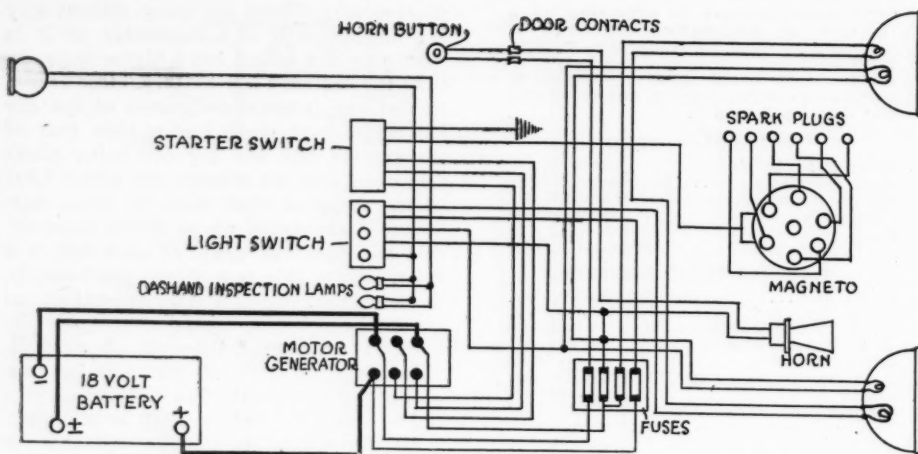 HORN BUTTON
DOOR CONTACTS
SPARK PLUGS
STARTER SWITCH
LIGHT SWITCH
DASHAND INSPECTION LAMPS
MAGNETO
MOTOR
GENERATOR
HORN
18 VOLT
BATTERY
FUSES
−
±
+